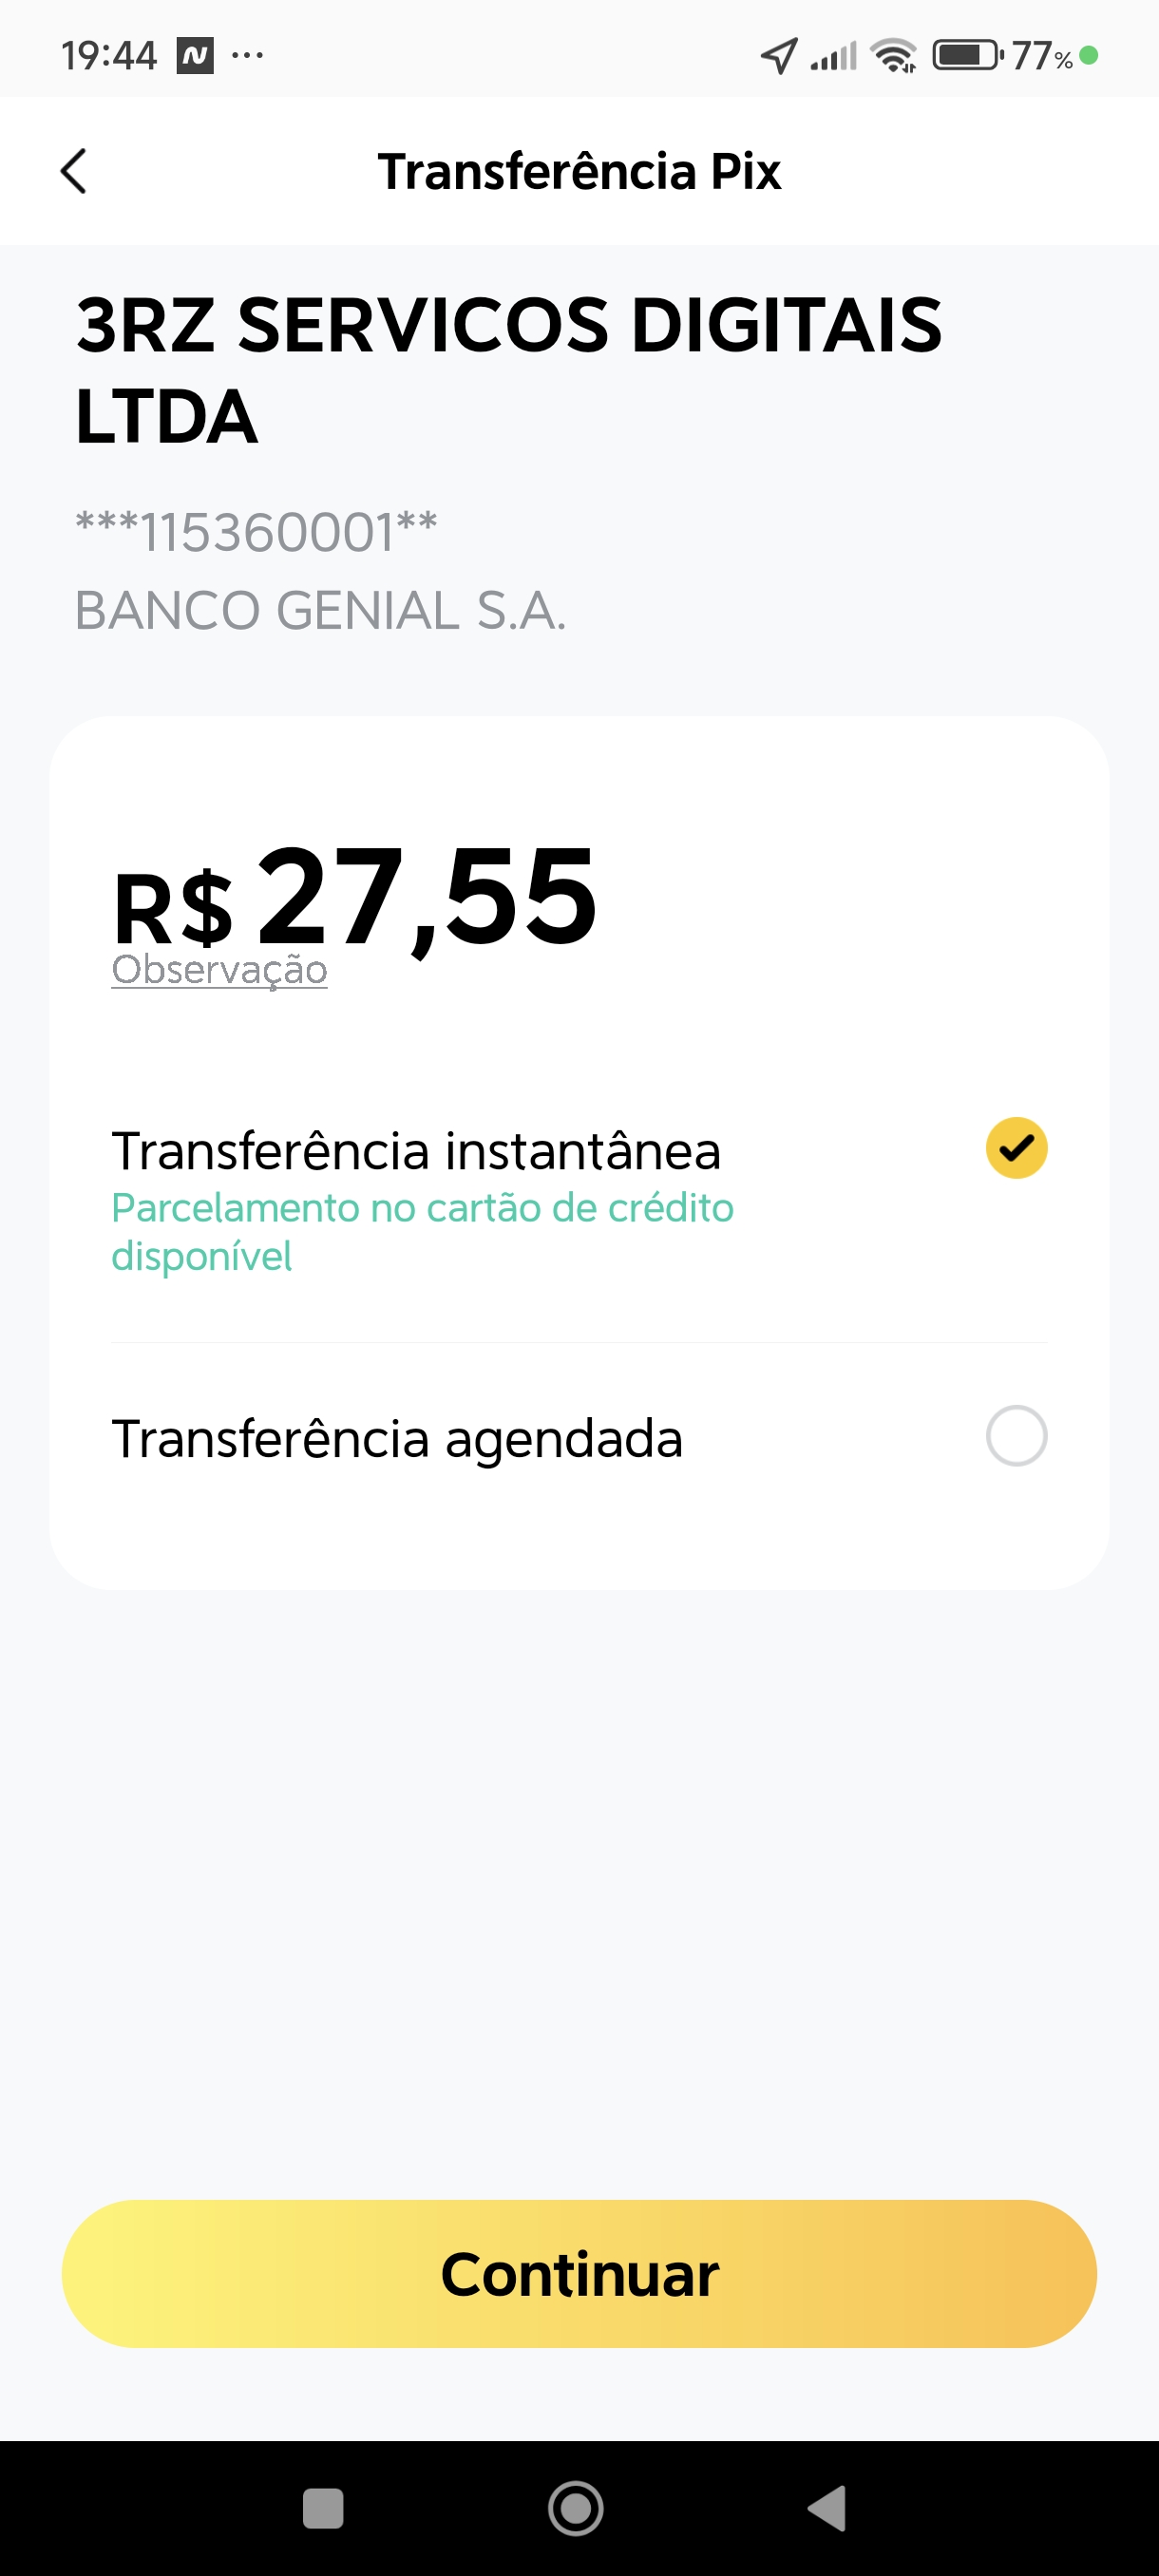 19:44 N ... 77%
Transferência Pix
3RZ SERVICOS DIGITAIS
LTDA
***115360001**
BANCO GENIAL S.A.
R$ 27,55
Observação
Transferência instantânea
Parcelamento no cartão de crédito
disponível
Transferência agendada
Continuar